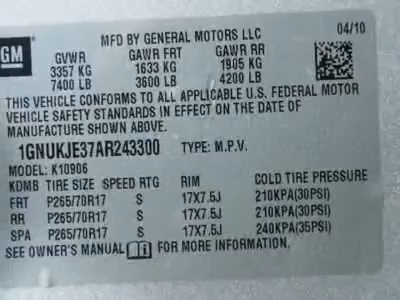 GM
MFD BY GENERAL MOTORS LLC
04/10
GVWR GAWR FRT GAWR RR
3357 KG 1633 KG 1905 KG
7400 LB 3600 LB 4200 LB
THIS VEHICLE CONFORMS TO ALL APPLICABLE U.S. FEDERAL MOTOR
VEHICLE SAFETY STANDARDS IN EFFECT ON THE DATE OF
MANUFACTURE SHOWN ABOVE.
1GNUKJE37AR243300 TYPE: M.P.V.
MODEL: K10906
KDMB TIRE SIZE SPEED RTG RIM COLD TIRE PRESSURE
FRT P265/70R17 S 17X7.5J 210KPA(30PSI)
RR P265/70R17 S 17X7.5J 210KPA(30PSI)
SPA P265/70R17 S 17X7.5J 240KPA(35PSI)
SEE OWNER'S MANUAL FOR MORE INFORMATION.